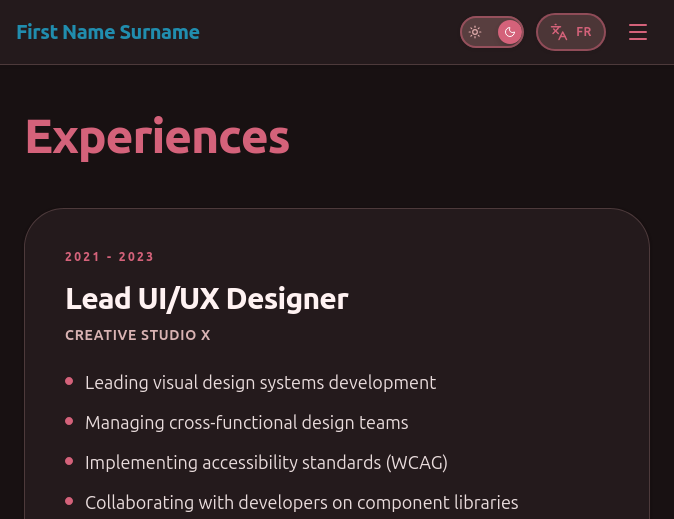 First Name Surname
FR
Experiences
2021 - 2023
Lead UI/UX Designer
CREATIVE STUDIO X
Leading visual design systems development
Managing cross-functional design teams
Implementing accessibility standards (WCAG)
Collaborating with developers on component libraries